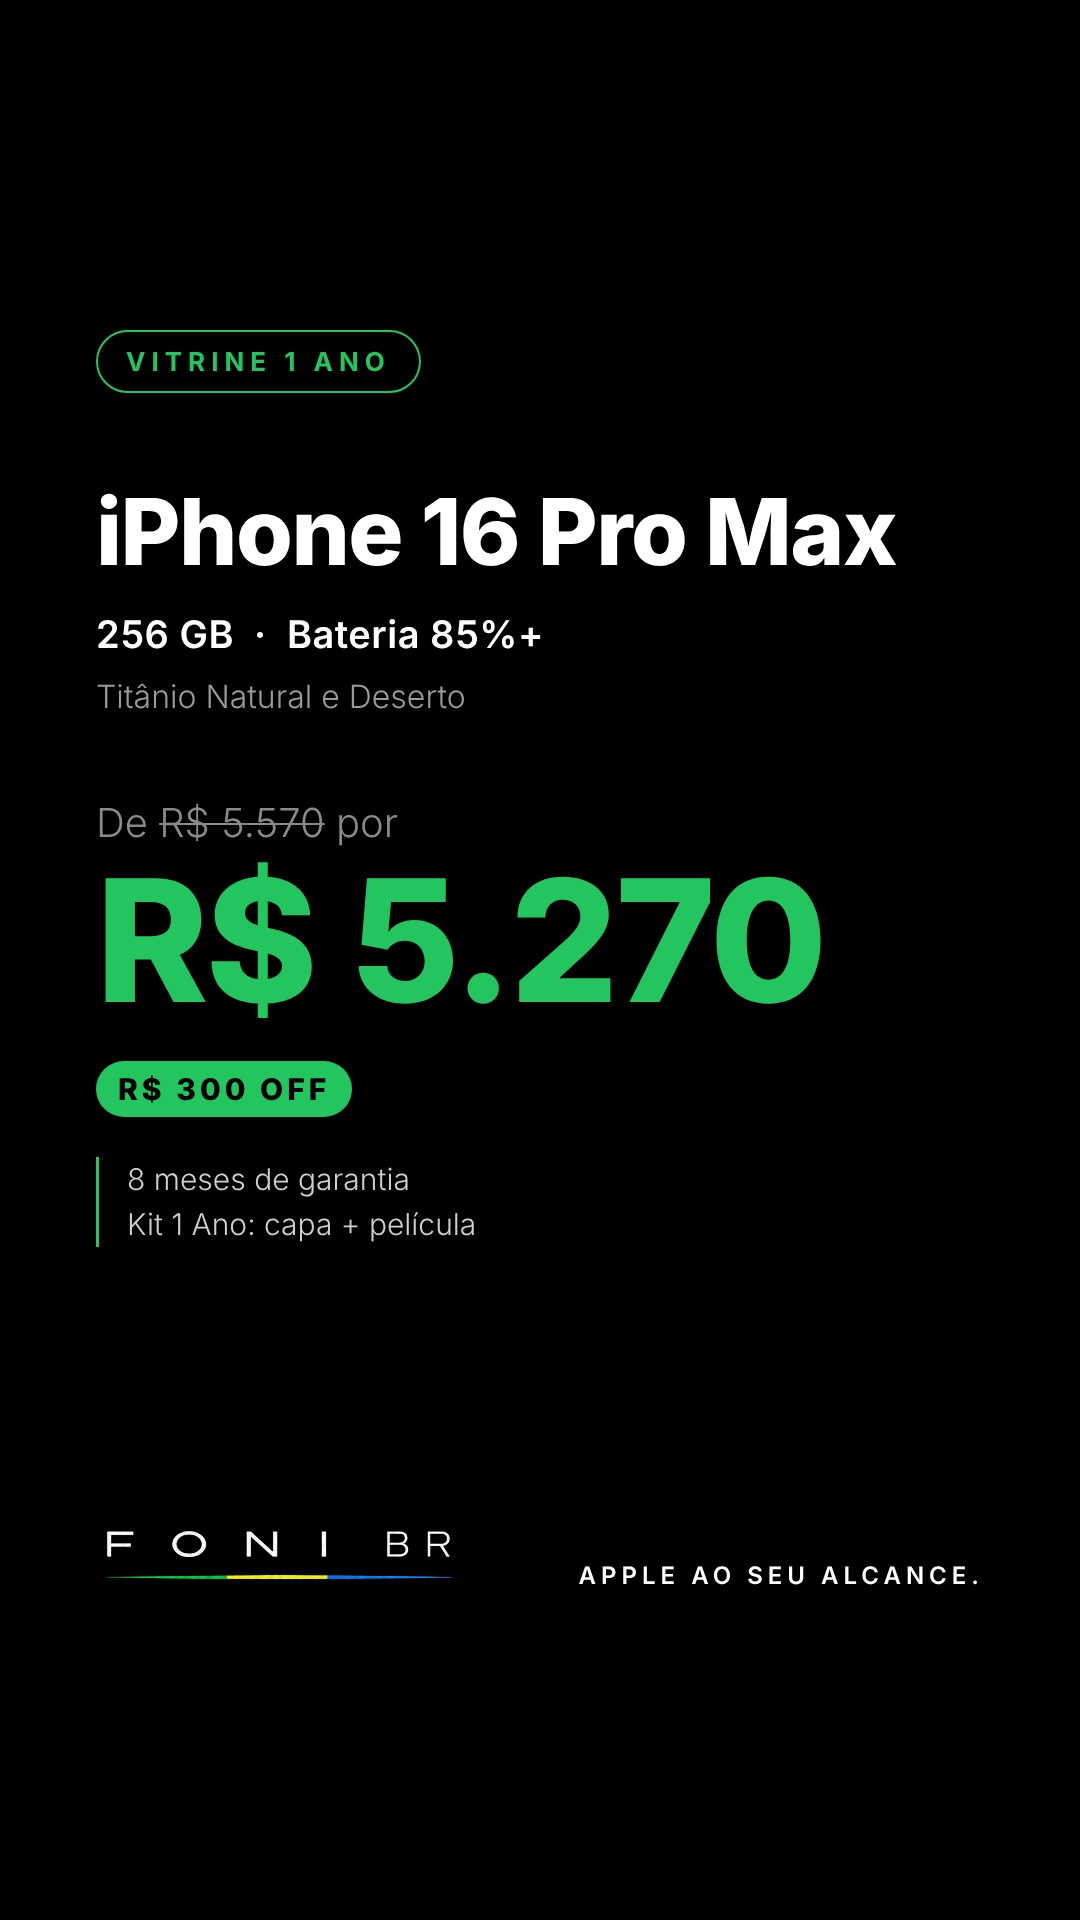 VITRINE 1 ANO
iPhone 16 Pro Max
256 GB · Bateria 85%+
Titânio Natural e Deserto
De R$ 5.570 por
R$ 5.270
R$ 300 OFF
8 meses de garantia
Kit 1 Ano: capa + película
FONI BR
APPLE AO SEU ALCANCE.